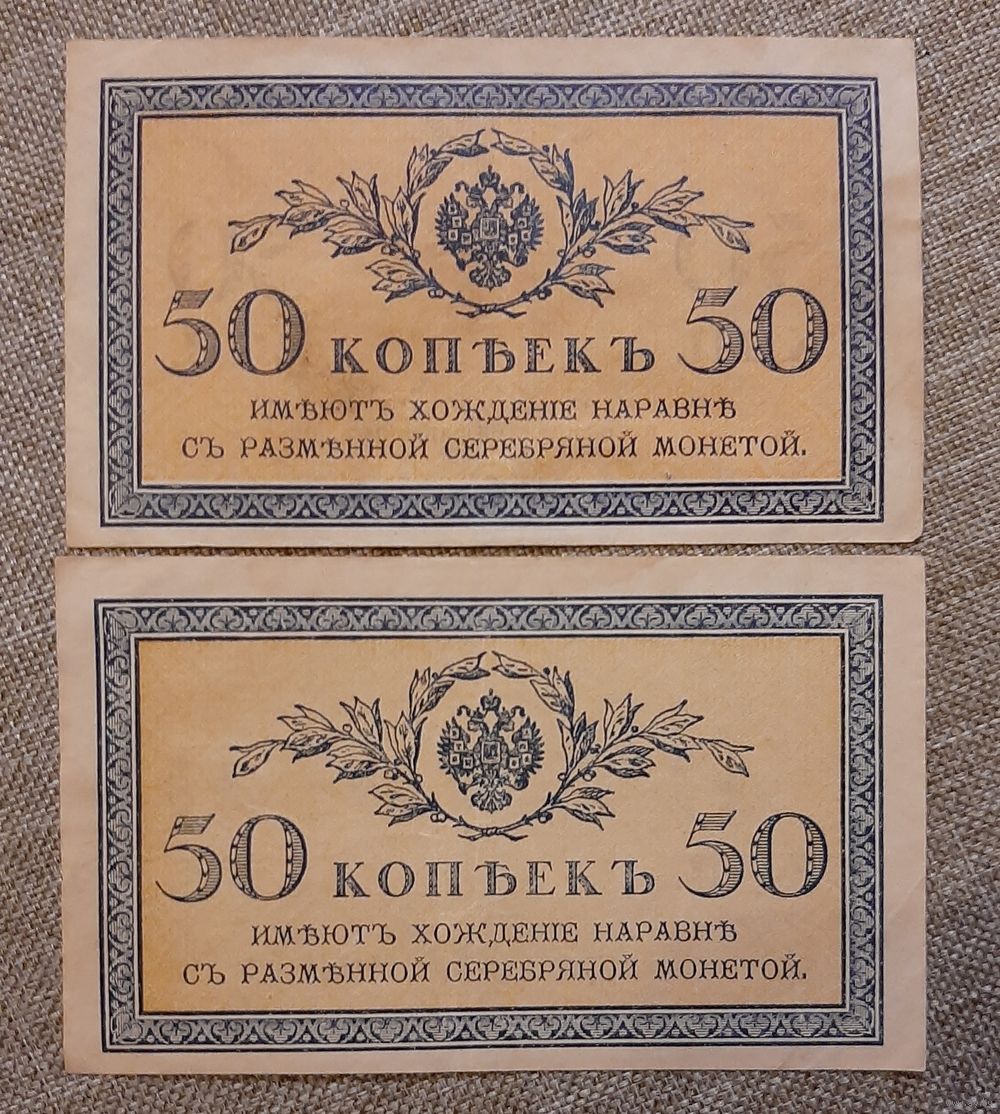 50 КОПѢЕКЪ 50
ИМѢЮТЪ ХОЖДЕНІЕ НАРАВНѢ
СЪ РАЗМѢННОЙ СЕРЕБРЯНОЙ МОНЕТОЙ.
50 КОПѢЕКЪ 50
ИМѢЮТЪ ХОЖДЕНІЕ НАРАВНѢ
СЪ РАЗМѢННОЙ СЕРЕБРЯНОЙ МОНЕТОЙ.